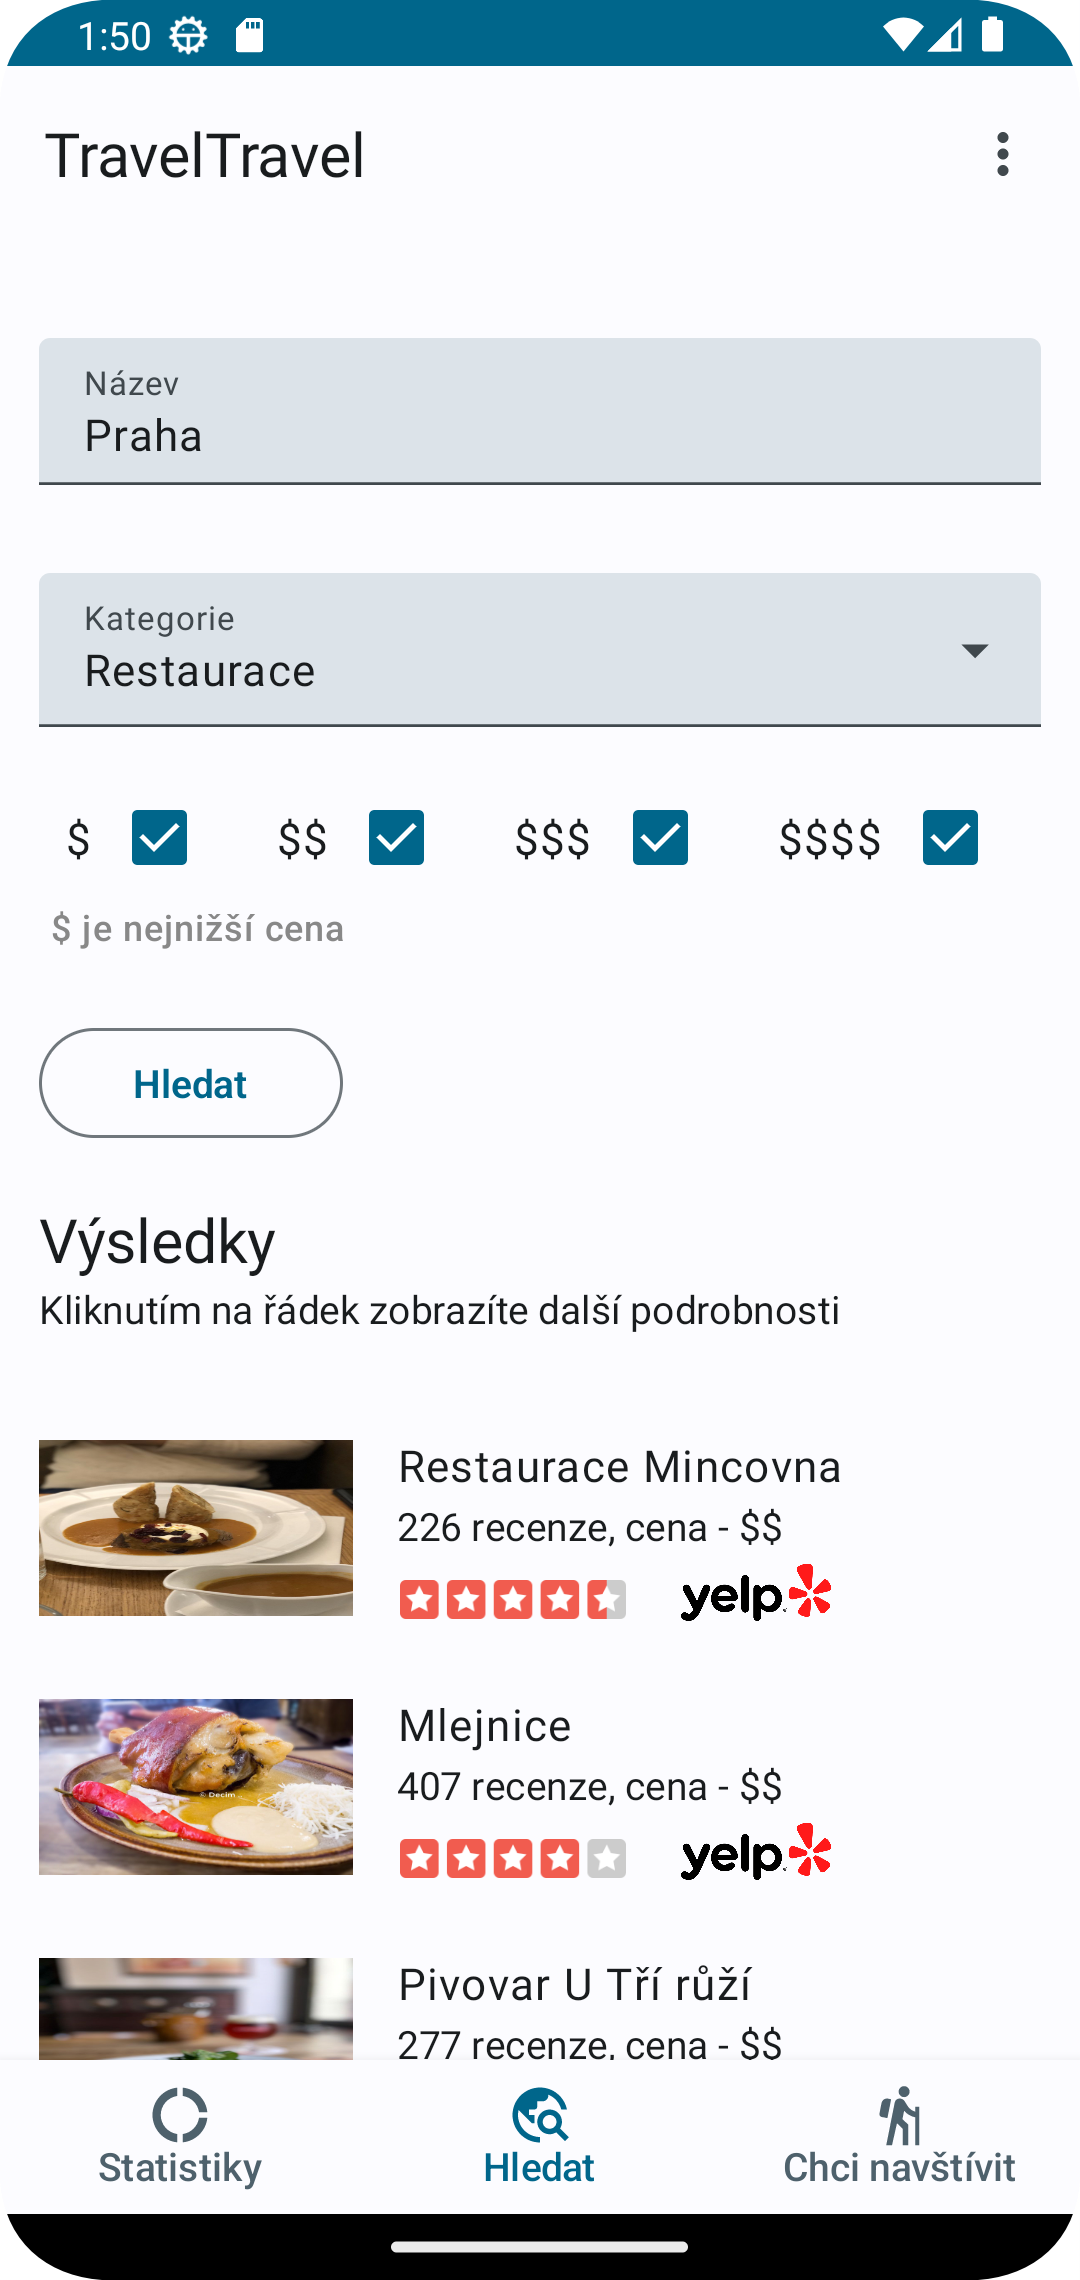 1:50
TravelTravel
Název
Praha
Kategorie
Restaurace
$ $$ $$$ $$$$
$ je nejnižší cena
Hledat
Výsledky
Kliknutím na řádek zobrazíte další podrobnosti
Restaurace Mincovna
226 recenze, cena - $$
yelp
© Decim
Mlejnice
407 recenze, cena - $$
yelp
Pivovar U Tří růží
277 recenze, cena - $$
Statistiky Hledat Chci navštívit